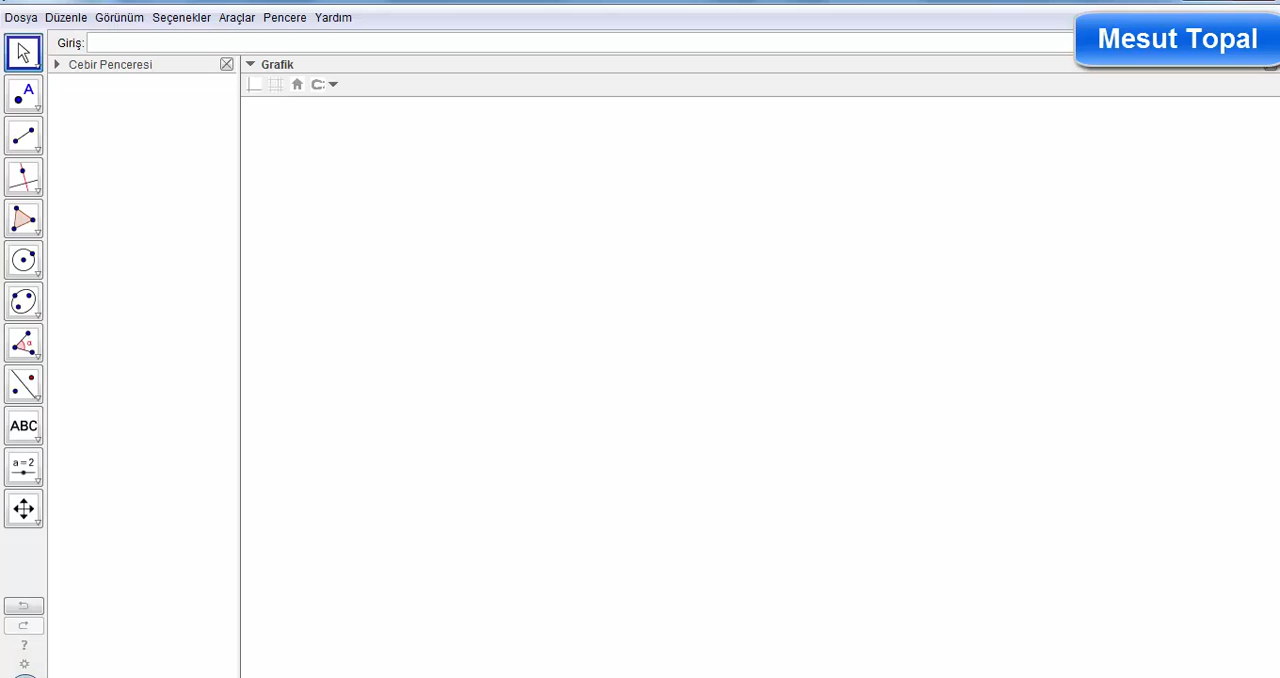 Dosya Düzenle Görünüm Seçenekler Araçlar Pencere Yardım
Mesut Topal
Giriş:
Cebir Penceresi
Grafik
A
α
ABC
a=2
?